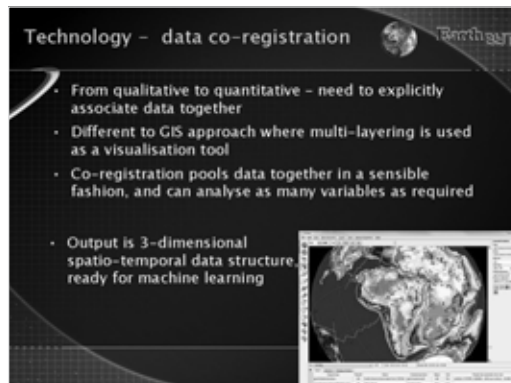 Technology - data co-registration
• From qualitative to quantitative - need to explicitly
associate data together
• Different to GIS approach where multi-layering is used
as a visualisation tool
• Co-registration pools data together in a sensible
fashion, and can analyse as many variables as required
• Output is 3-dimensional
spatio-temporal data structure,
ready for machine learning